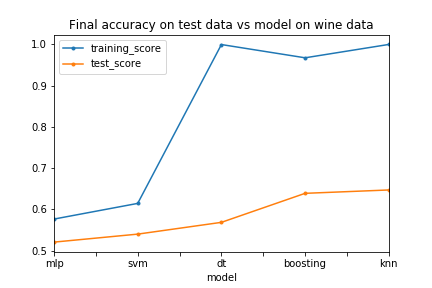 Final accuracy on test data vs model on wine data
training_score
test_score
1.0
0.9
0.8
0.7
0.6
0.5
mlp svm dt boosting knn
model